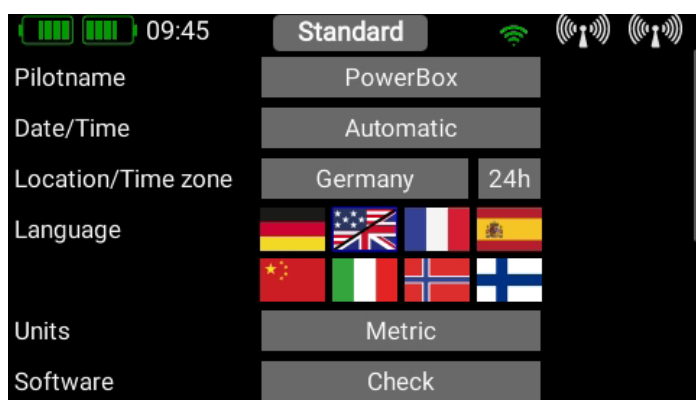 09:45 Standard
Pilotname PowerBox
Date/Time Automatic
Location/Time zone Germany 24h
Language
Units Metric
Software Check